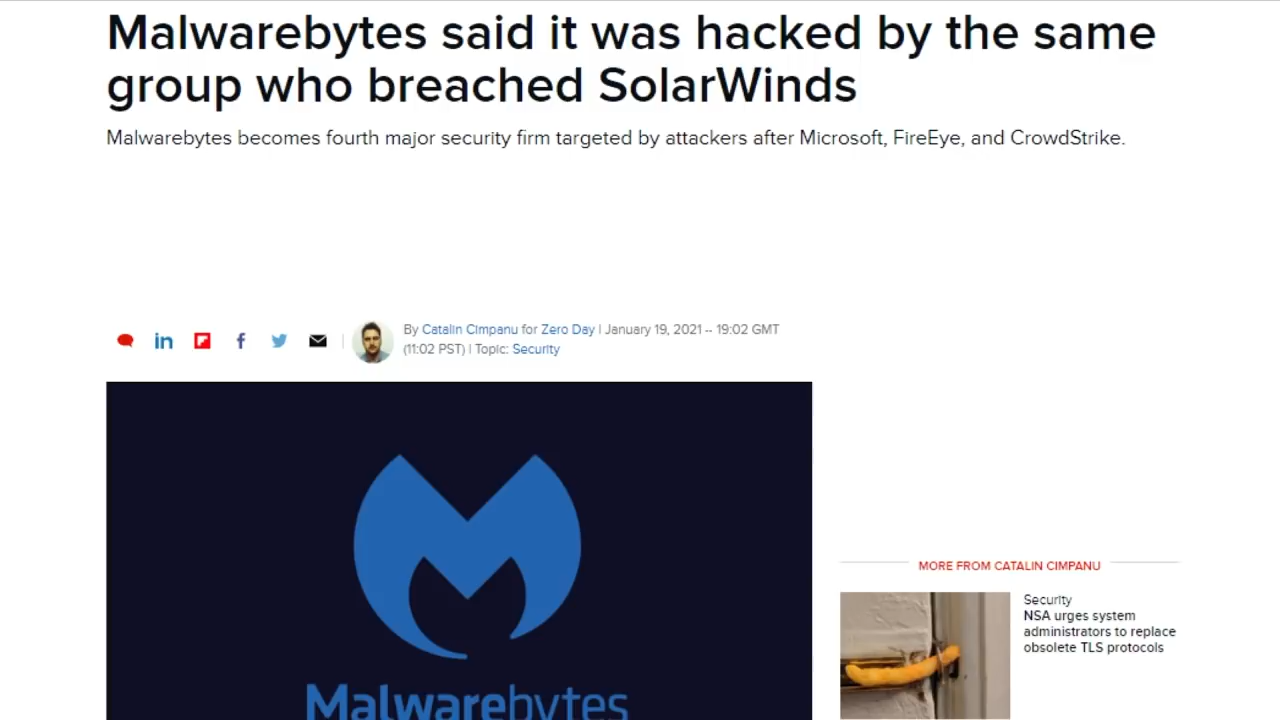 Malwarebytes said it was hacked by the same
group who breached SolarWinds
Malwarebytes becomes fourth major security firm targeted by attackers after Microsoft, FireEye, and CrowdStrike.
By Catalin Cimpanu for Zero Day | January 19, 2021 -- 19:02 GMT
(11:02 PST) | Topic: Security
Malwarebytes
MORE FROM CATALIN CIMPANU
Security
NSA urges system
administrators to replace
obsolete TLS protocols